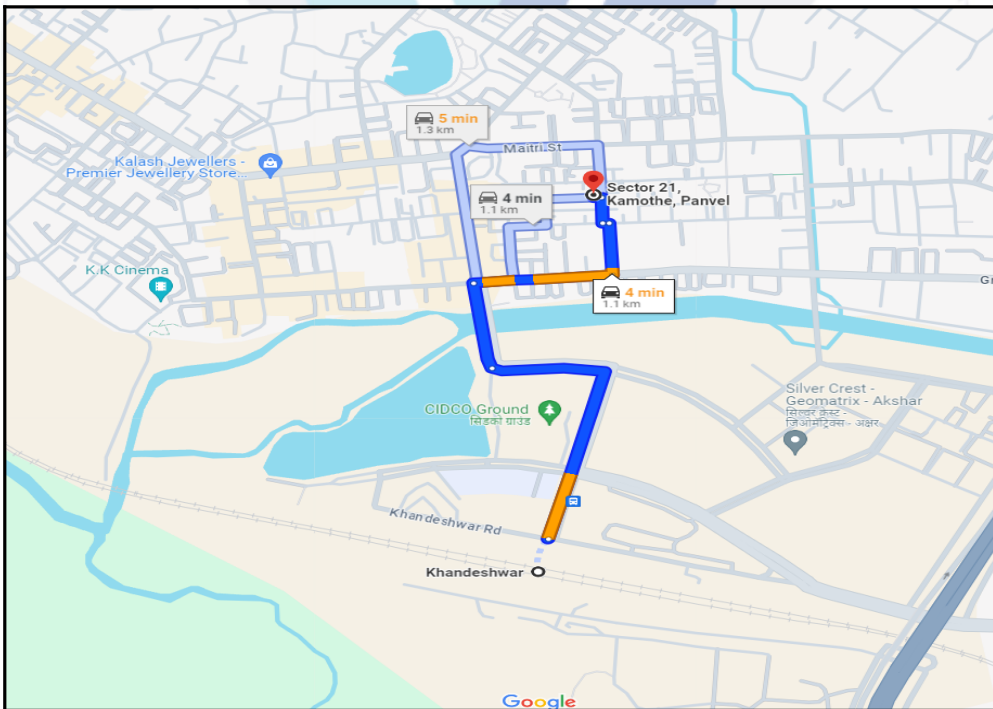 5 min
1.3 km
Maitri St
Kalash Jewellers -
Premier Jewellery Store...
4 min
1.1 km
Sector 21,
Kamothe, Panvel
K.K Cinema
Gr
4 min
1.1 km
Silver Crest -
Geomatrix - Akshar
सिल्वर क्रेस्ट -
जिओमॅट्रिक्स - अक्षर
CIDCO Ground
सिडको ग्राउंड
Khandeshwar Rd
Khandeshwar
Google